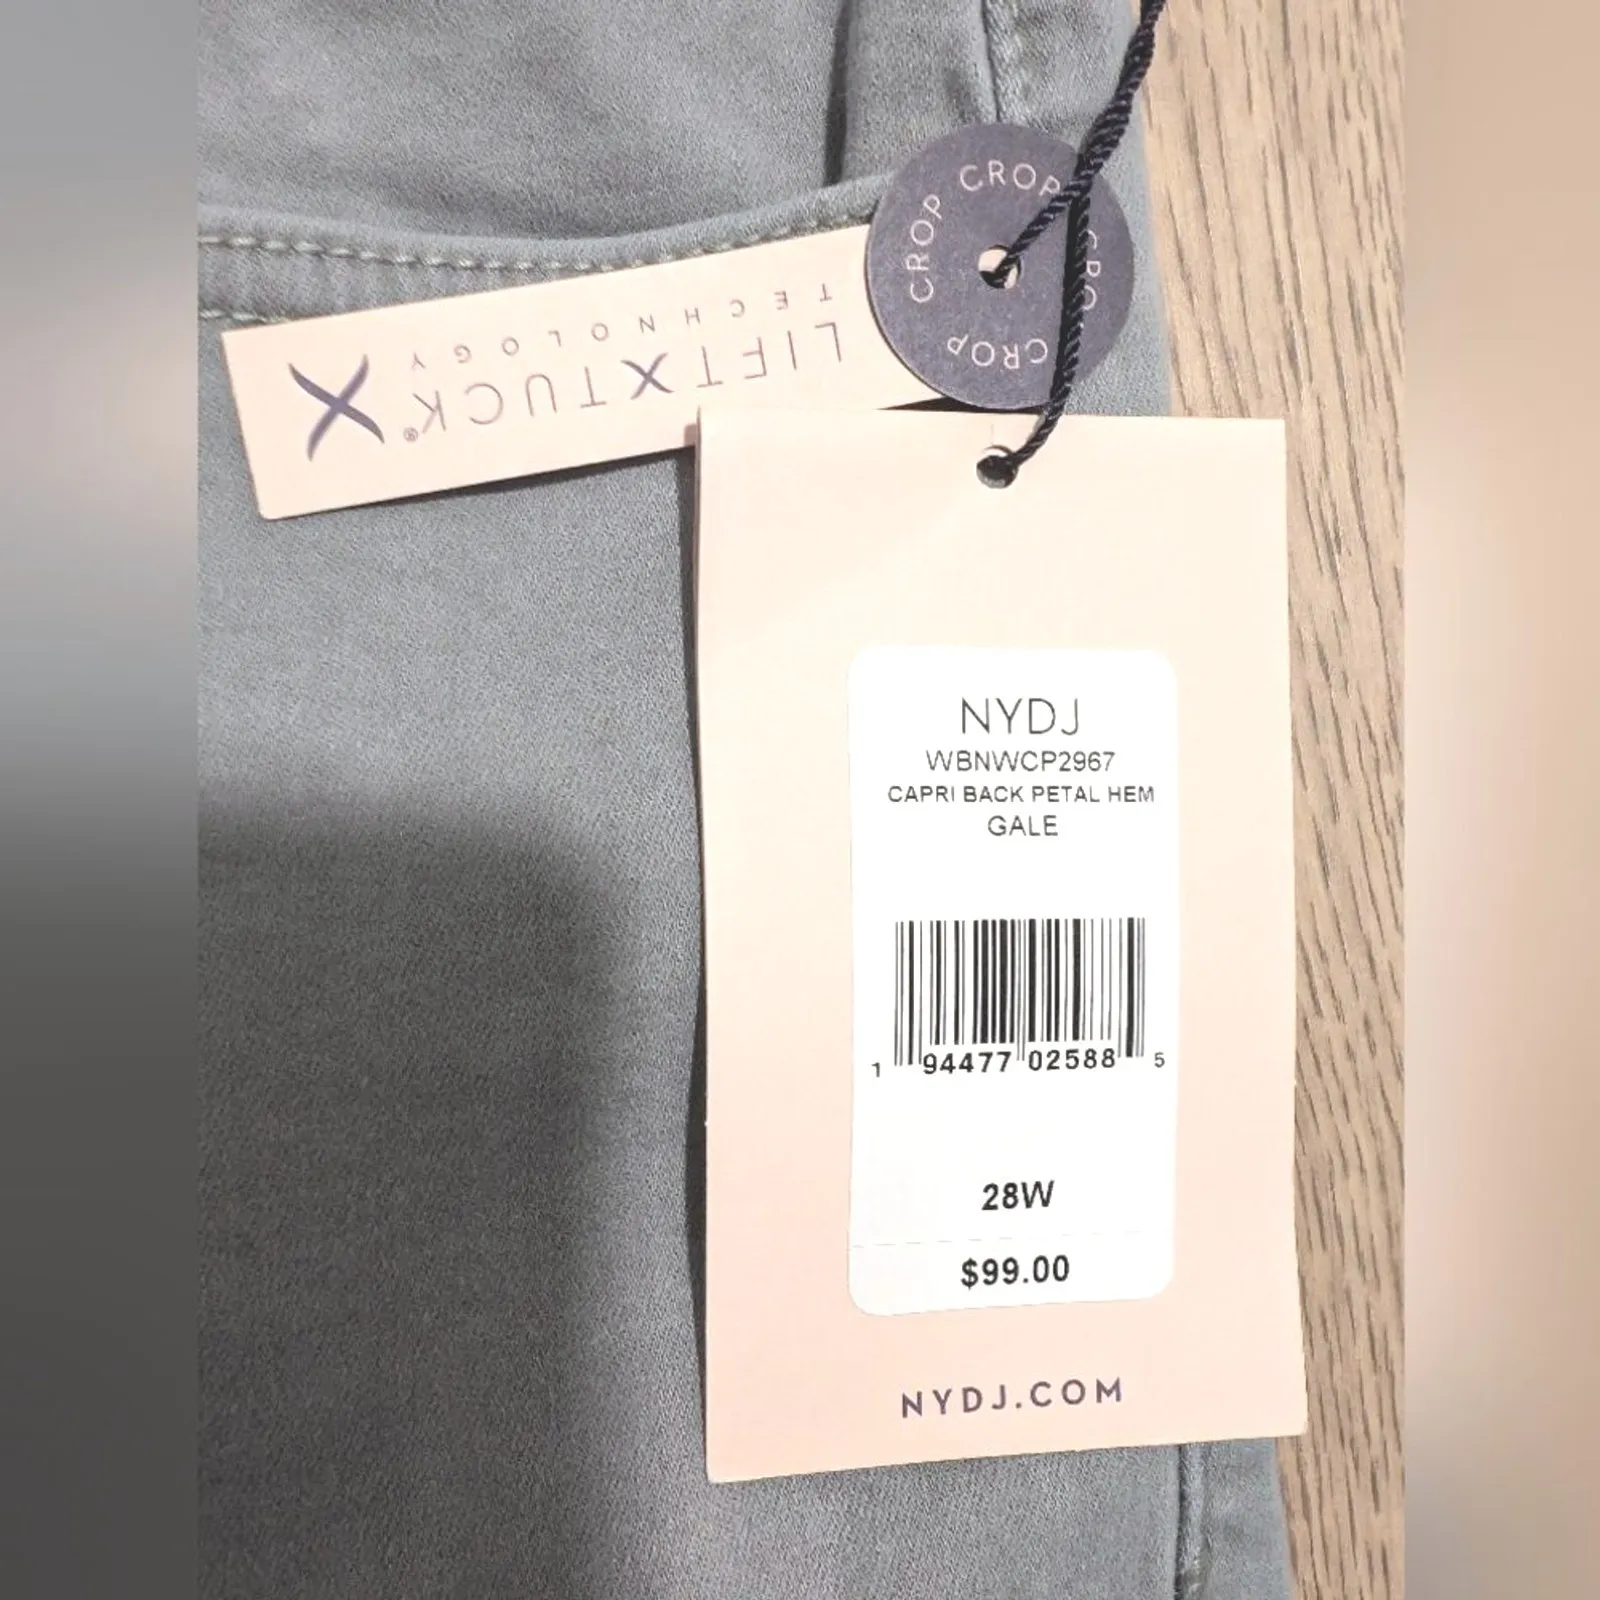 CROP CROP CROP CROP
LIFT X TUCK®
TECHNOLOGY
NYDJ
WBNWCP2967
CAPRI BACK PETAL HEM
GALE
1 94477 02588 5
28W
$99.00
NYDJ.COM